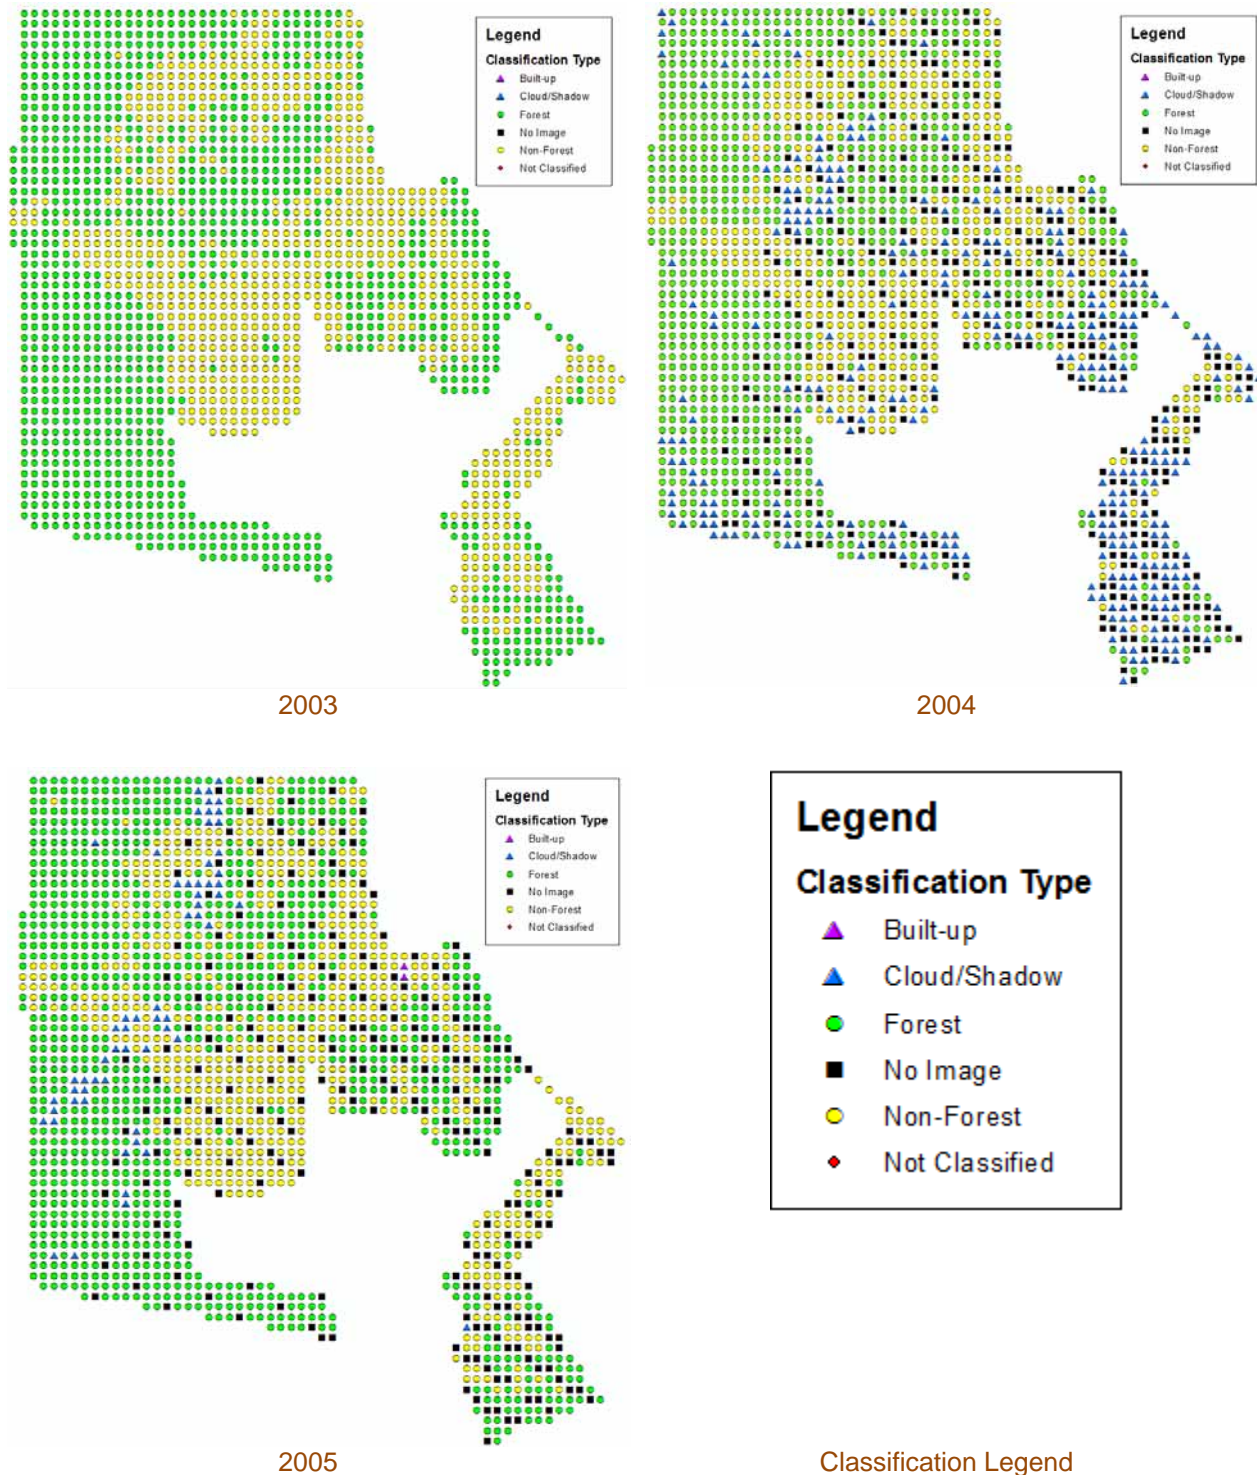 Legend
Classification Type
Built-up
Cloud/Shadow
Forest
No Image
Non-Forest
Not Classified
2003
Legend
Classification Type
Built-up
Cloud/Shadow
Forest
No Image
Non-Forest
Not Classified
2004
Legend
Classification Type
Built-up
Cloud/Shadow
Forest
No Image
Non-Forest
Not Classified
2005
Legend
Classification Type
Built-up
Cloud/Shadow
Forest
No Image
Non-Forest
Not Classified
Classification Legend